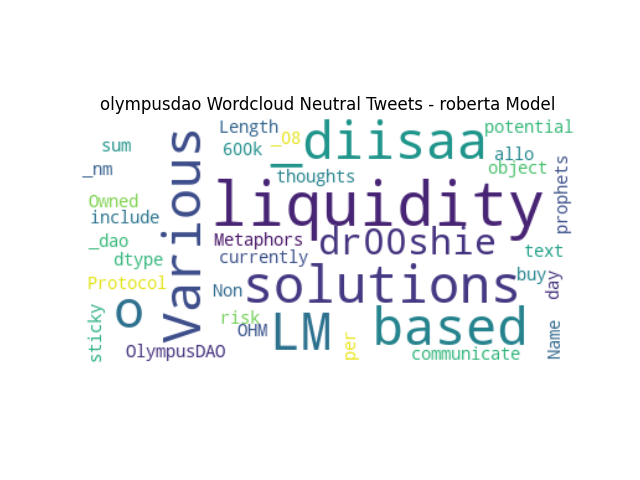 olympusdao Wordcloud Neutral Tweets - roberta Model
Length
_O8
_diisaa
potential
sum
600k
allo
_nm
thoughts
object
Various
liquidity
prophets
Owned
include
_dao
Metaphors
drOOshie
text
dtype
currently
Protocol
Non
solutions
buy
day
o
risk
OHM
LM
based
sticky
OlympusDAO
per
communicate
Name